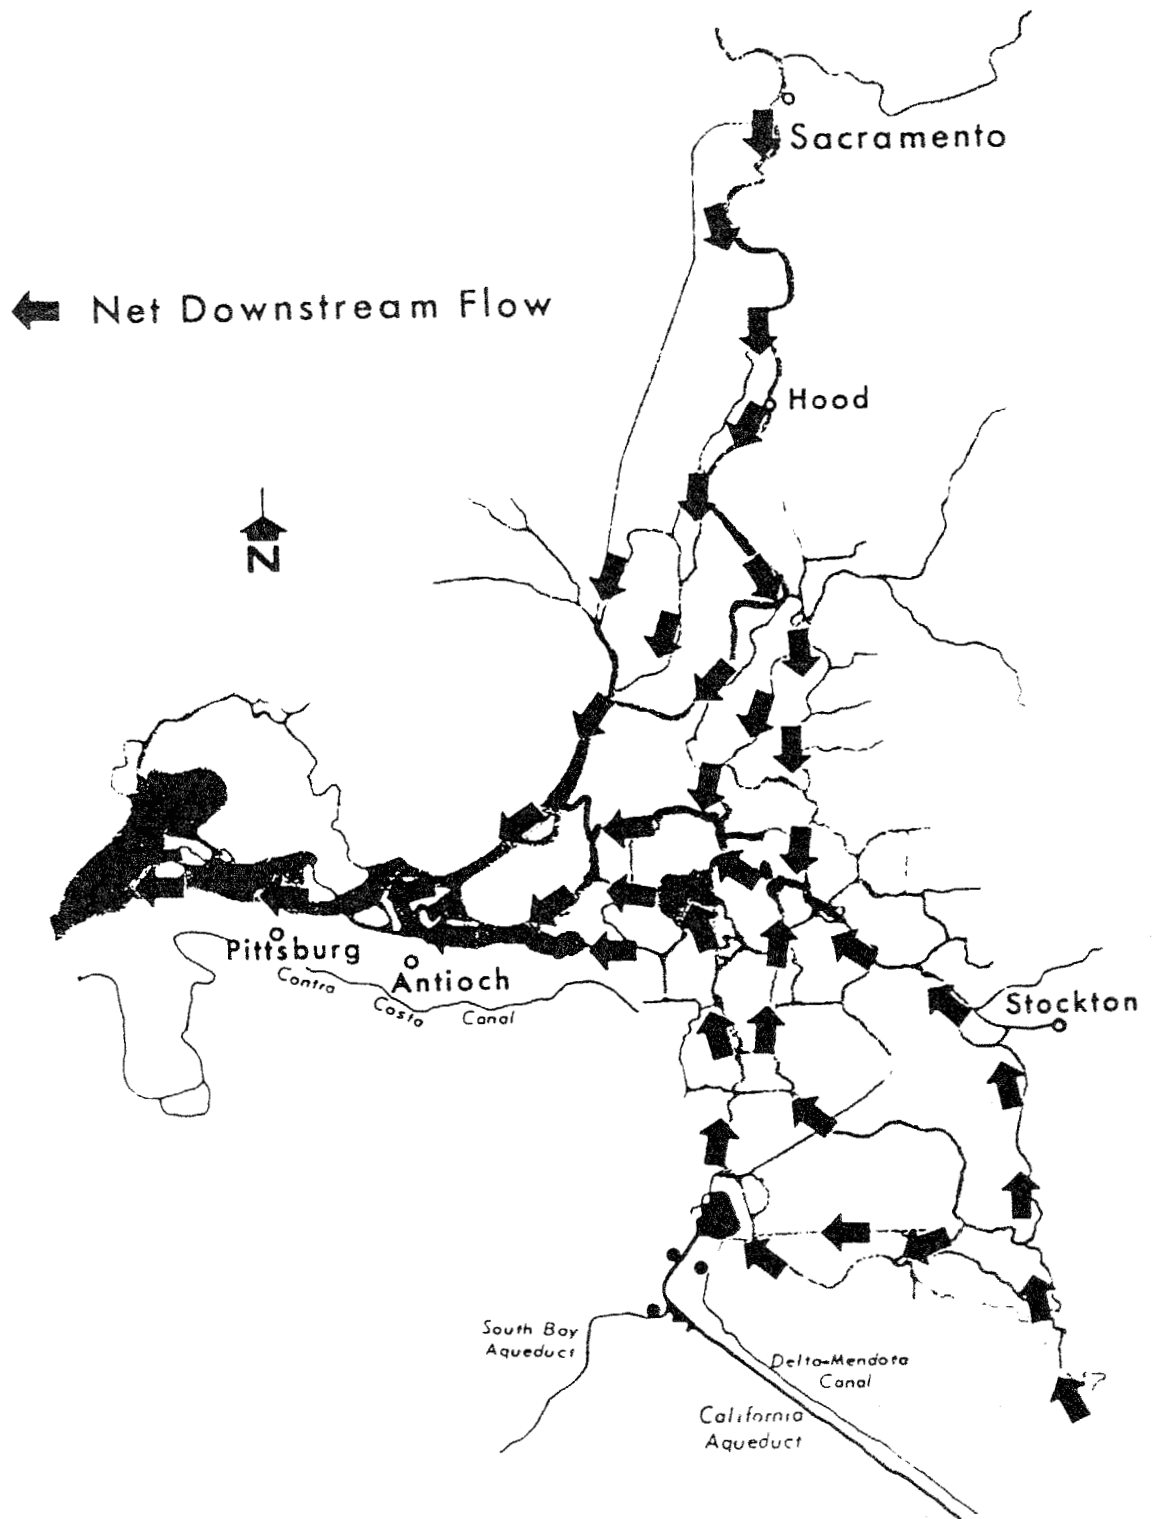 Sacramento
Net Downstream Flow
Hood
N
Pittsburg
Antioch
Contra
Costa
Canal
Stockton
South Bay
Aqueduct
Delta-Mendota
Canal
California
Aqueduct